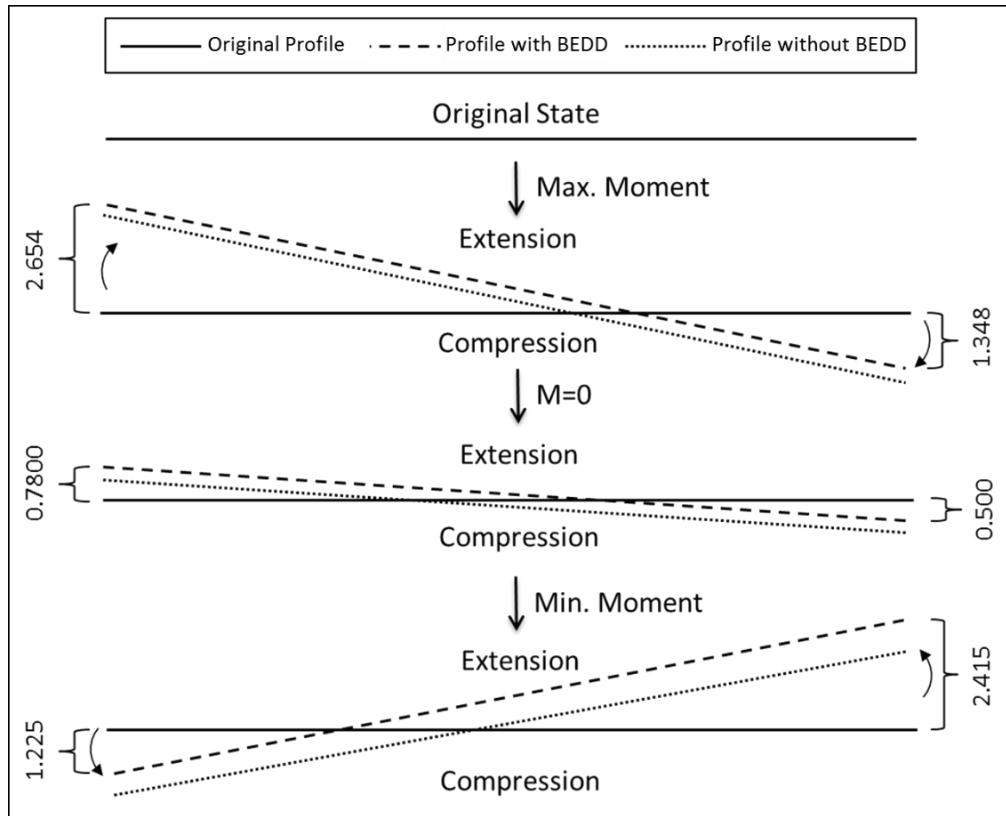 Original Profile Profile with BEDD Profile without BEDD
Original State
Max. Moment
Extension
2.654
1.348
Compression
M=0
Extension
0.7800
0.500
Compression
Min. Moment
Extension
2.415
1.225
Compression